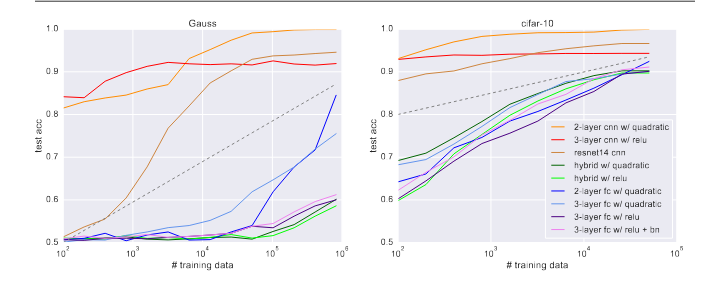 Gauss
1.0
0.9
0.8
0.7
0.6
0.5
test acc
10^2
10^3
10^4
10^5
10^6
# training data
cifar-10
1.0
0.9
0.8
0.7
0.6
0.5
test acc
10^2
10^3
10^4
10^5
# training data
2-layer cnn w/ quadratic
3-layer cnn w/ relu
resnet14 cnn
hybrid w/ quadratic
hybrid w/ relu
2-layer fc w/ quadratic
3-layer fc w/ quadratic
3-layer fc w/ relu
3-layer fc w/ relu + bn